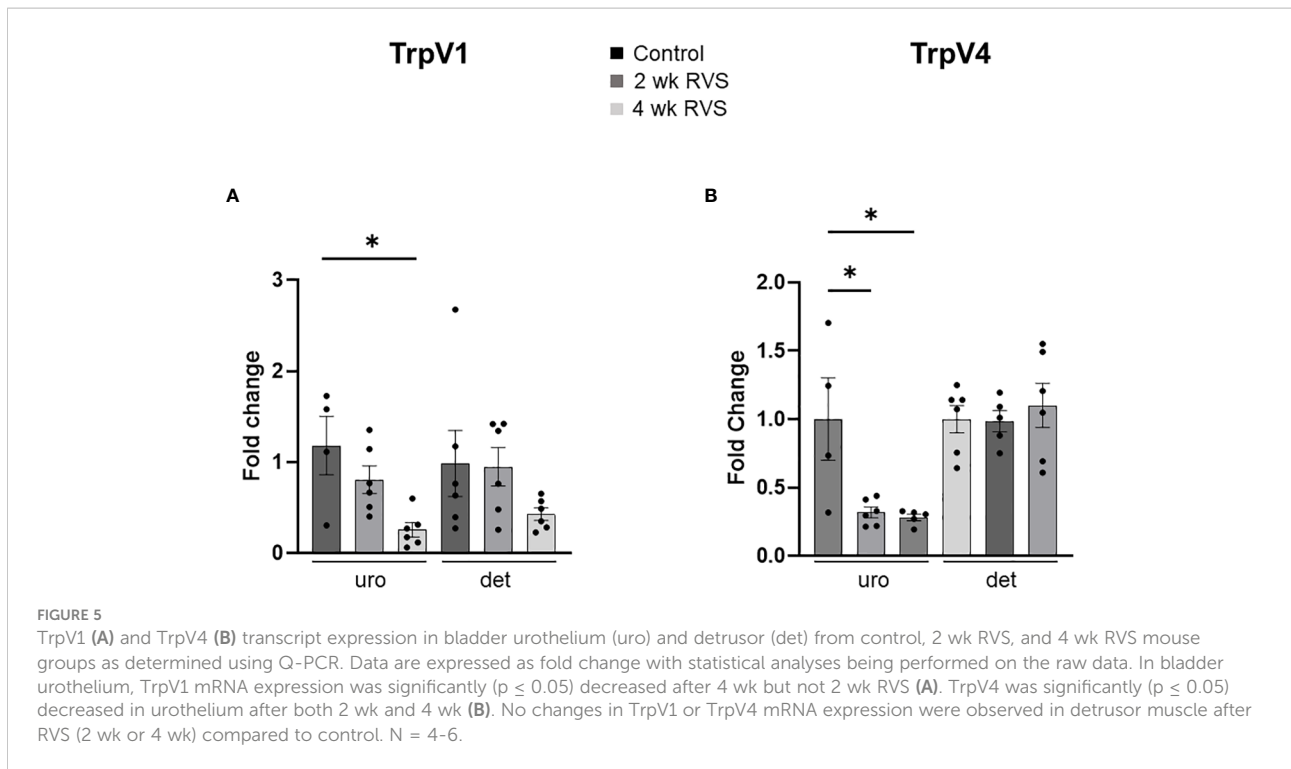 TrpV1
Control
2 wk RVS
4 wk RVS
TrpV4
A
*
3
2
1
0
Fold change
uro
det
B
*
*
2.0
1.5
1.0
0.5
0.0
Fold Change
uro
det
FIGURE 5
TrpV1 (A) and TrpV4 (B) transcript expression in bladder urothelium (uro) and detrusor (det) from control, 2 wk RVS, and 4 wk RVS mouse
groups as determined using Q-PCR. Data are expressed as fold change with statistical analyses being performed on the raw data. In bladder
urothelium, TrpV1 mRNA expression was significantly (p ≤ 0.05) decreased after 4 wk but not 2 wk RVS (A). TrpV4 was significantly (p ≤ 0.05)
decreased in urothelium after both 2 wk and 4 wk (B). No changes in TrpV1 or TrpV4 mRNA expression were observed in detrusor muscle after
RVS (2 wk or 4 wk) compared to control. N = 4-6.